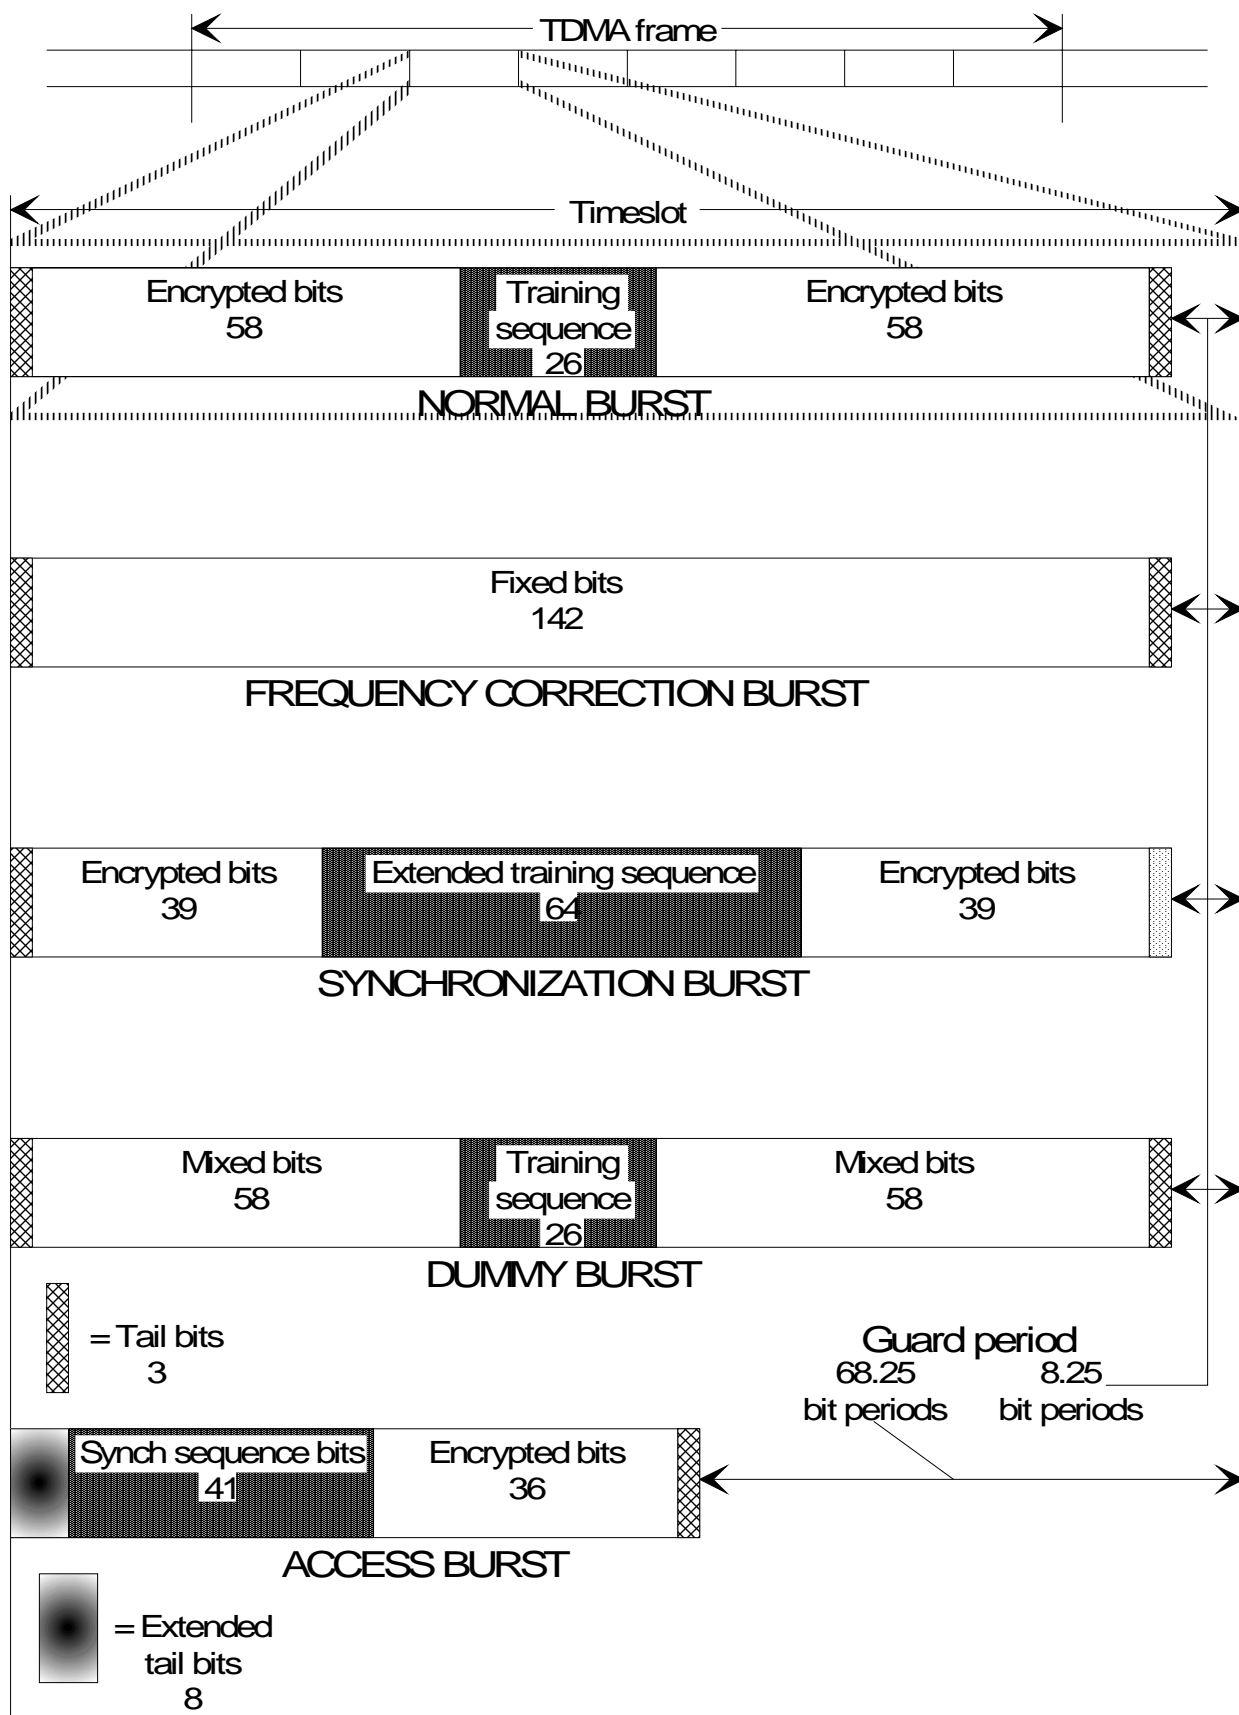 TDMA frame
Timeslot
Encrypted bits
58
Training
sequence
26
Encrypted bits
58
NORMAL BURST
Fixed bits
142
FREQUENCY CORRECTION BURST
Encrypted bits
39
Extended training sequence
64
Encrypted bits
39
SYNCHRONIZATION BURST
Mixed bits
58
Training
sequence
26
Mixed bits
58
DUMMY BURST
= Tail bits
3
Guard period
68.25
bit periods
8.25
bit periods
Synch sequence bits
41
Encrypted bits
36
ACCESS BURST
= Extended
tail bits
8